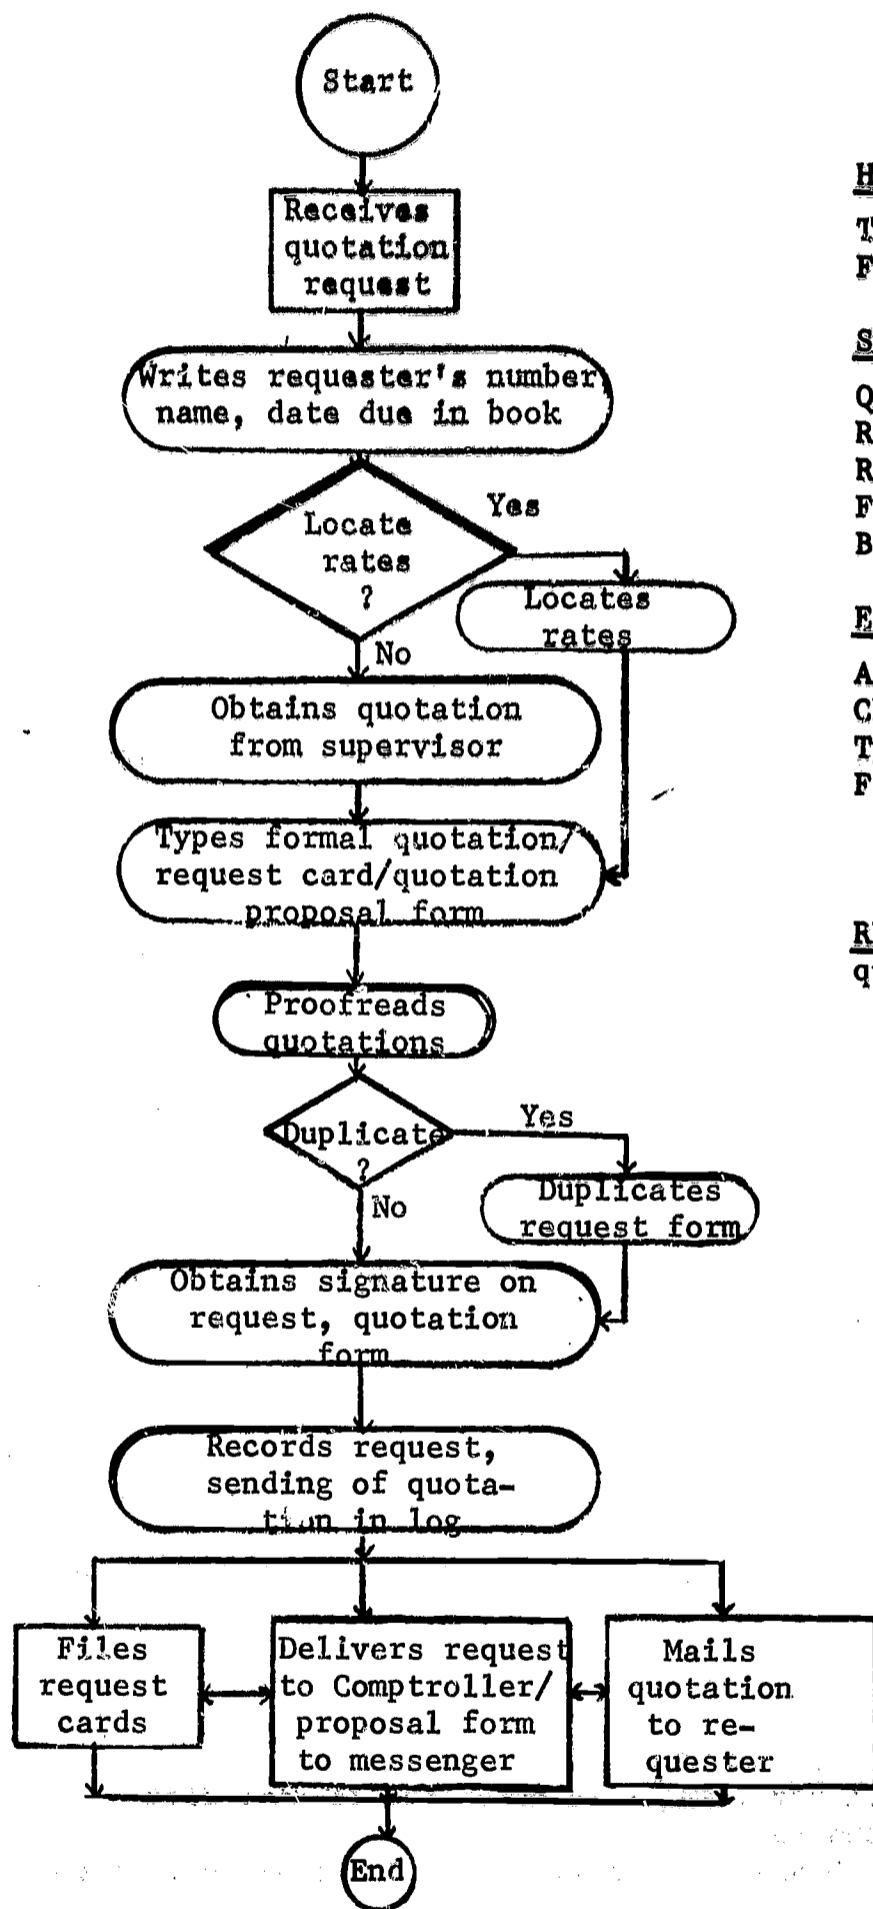 Start
Receives
quotation
request
Writes requester's number
name, date due in book
Locate
rates
?
Yes
Locates
rates
No
Obtains quotation
from supervisor
Types formal quotation/
request card/quotation
proposal form
Proofreads
quotations
Duplicate
?
Yes
Duplicates
request form
No
Obtains signature on
request, quotation
form
Records request,
sending of quota-
tion in log
Files
request
cards
Delivers request
to Comptroller/
proposal form
to messenger
Mails
quotation
to re-
quester
End
H
T
F
S
Q
R
R
F
B
E
A
C
T
F
R
q